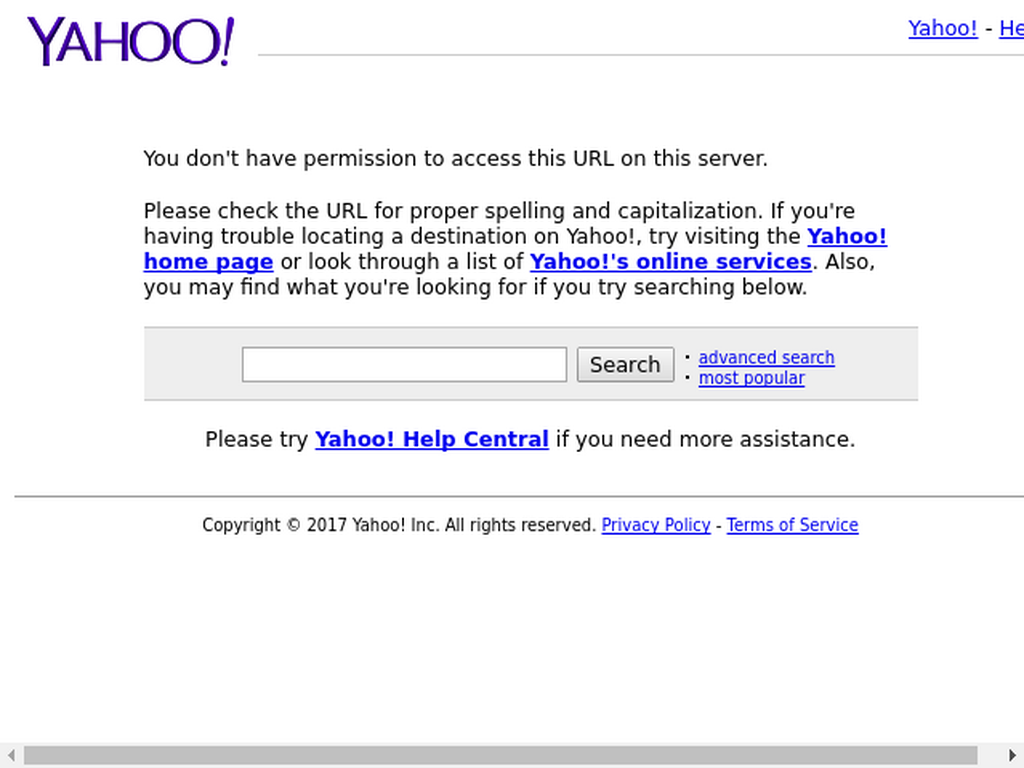 YAHOO!
Yahoo! - He
You don't have permission to access this URL on this server.
Please check the URL for proper spelling and capitalization. If you're
having trouble locating a destination on Yahoo!, try visiting the Yahoo!
home page or look through a list of Yahoo!'s online services. Also,
you may find what you're looking for if you try searching below.
Search
· advanced search
· most popular
Please try Yahoo! Help Central if you need more assistance.
Copyright © 2017 Yahoo! Inc. All rights reserved. Privacy Policy - Terms of Service